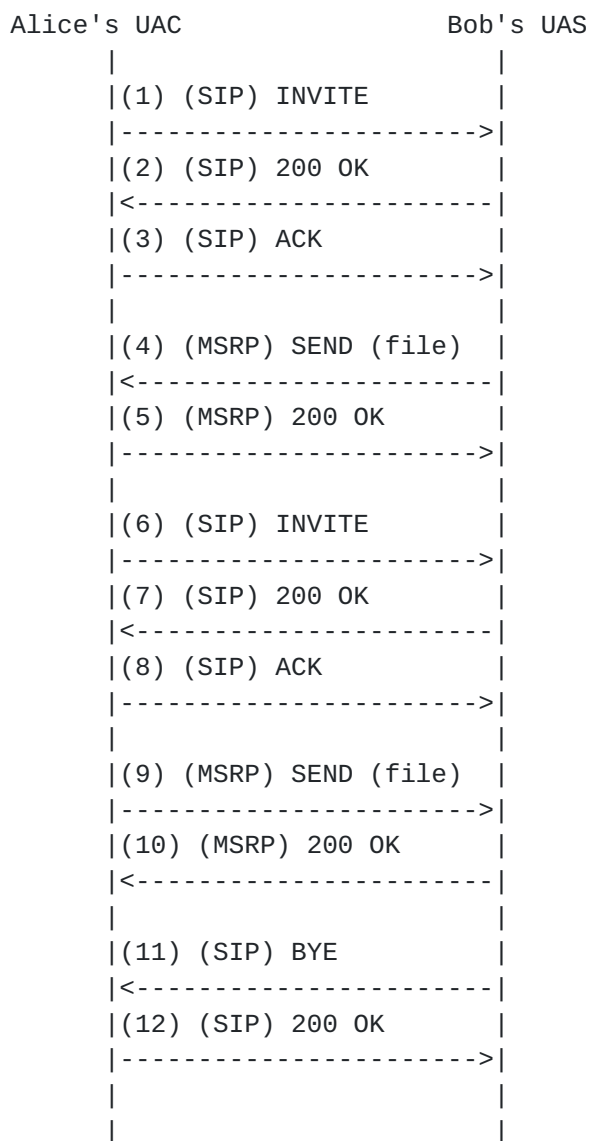 Alice's UAC                 Bob's UAS
      |                        |
      |(1) (SIP) INVITE        |
      |----------------------->|
      |(2) (SIP) 200 OK        |
      |<-----------------------|
      |(3) (SIP) ACK           |
      |----------------------->|
      |                        |
      |(4) (MSRP) SEND (file)  |
      |<-----------------------|
      |(5) (MSRP) 200 OK       |
      |----------------------->|
      |                        |
      |(6) (SIP) INVITE        |
      |----------------------->|
      |(7) (SIP) 200 OK        |
      |<-----------------------|
      |(8) (SIP) ACK           |
      |----------------------->|
      |                        |
      |(9) (MSRP) SEND (file)  |
      |----------------------->|
      |(10) (MSRP) 200 OK      |
      |<-----------------------|
      |                        |
      |(11) (SIP) BYE          |
      |<-----------------------|
      |(12) (SIP) 200 OK       |
      |----------------------->|
      |                        |
      |                        |